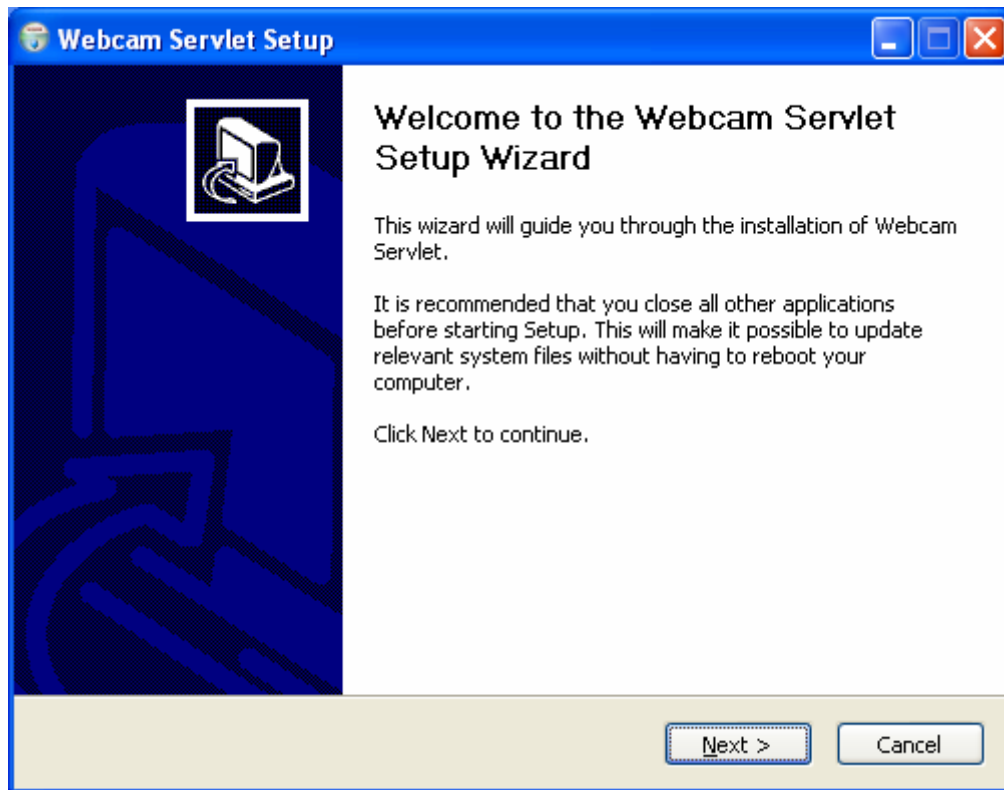 Webcam Servlet Setup
Welcome to the Webcam Servlet
Setup Wizard
This wizard will guide you through the installation of Webcam
Servlet.
It is recommended that you close all other applications
before starting Setup. This will make it possible to update
relevant system files without having to reboot your
computer.
Click Next to continue.
Next >
Cancel